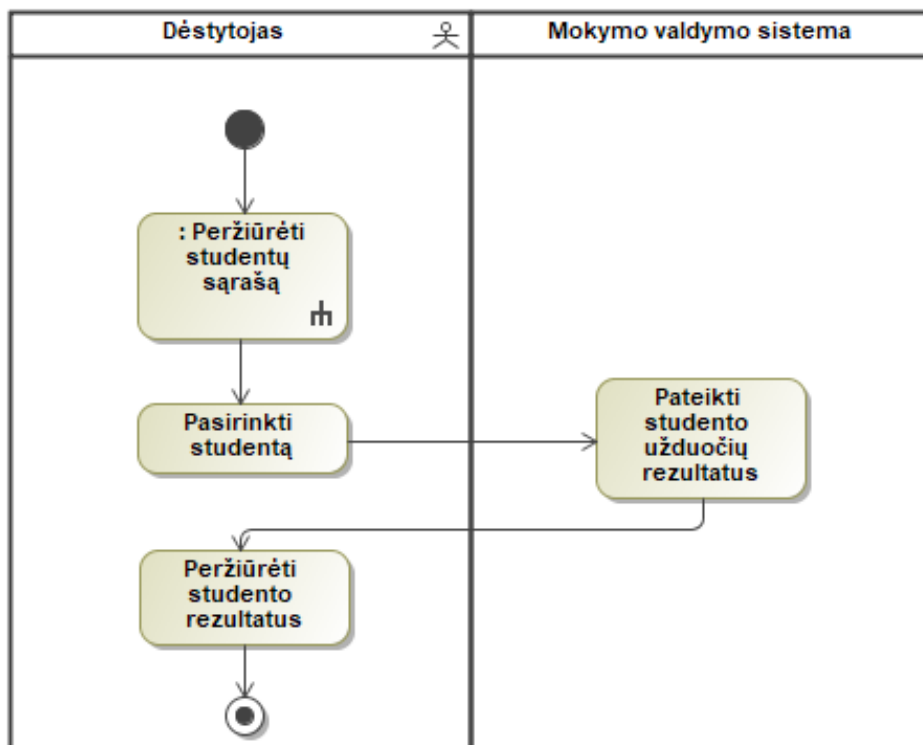 Dėstytojas
Mokymo valdymo sistema
: Peržiūrėti
studentų
sąrašą
Pasirinkti
studentą
Pateikti
studento
užduočių
rezultatus
Peržiūrėti
studento
rezultatus